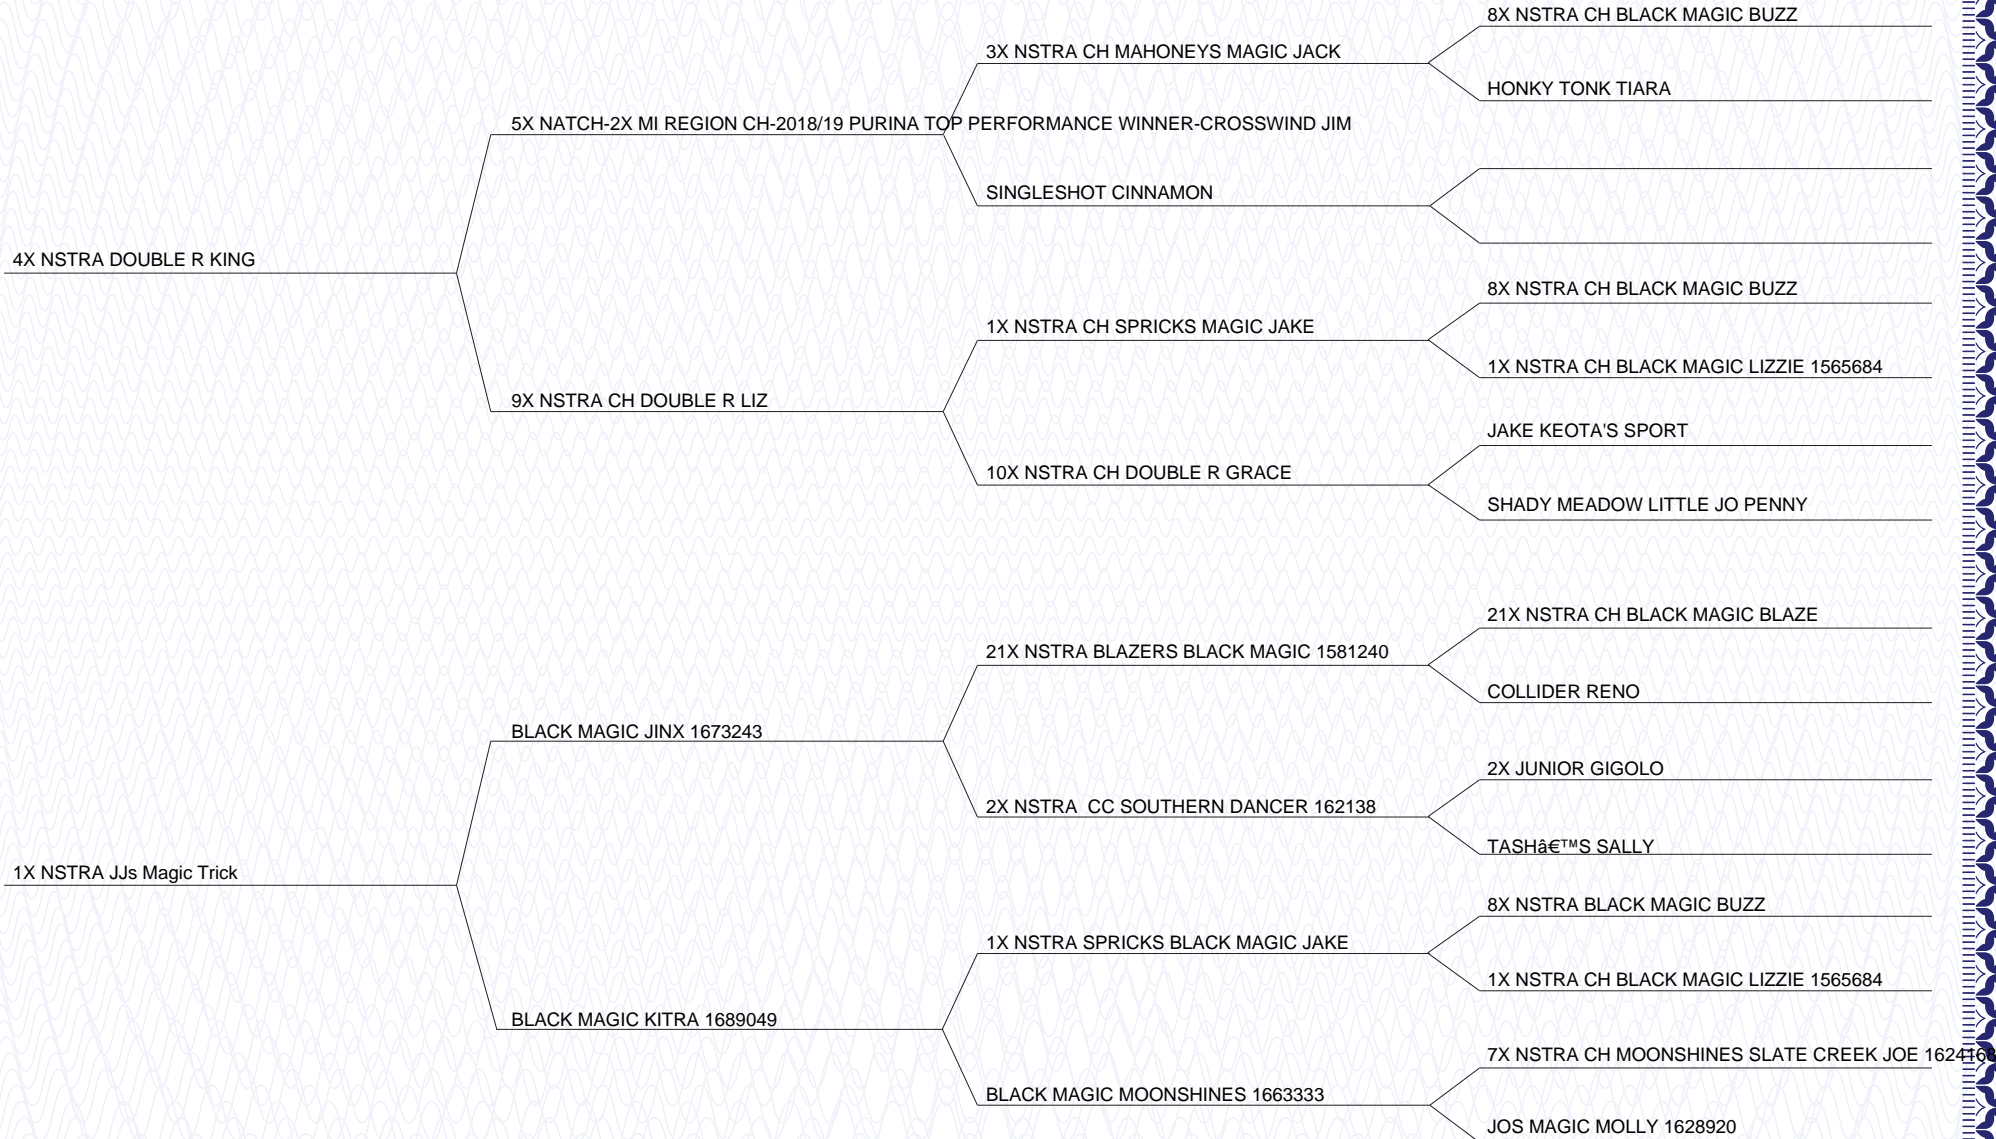 8X NSTRA CH BLACK MAGIC BUZZ
3X NSTRA CH MAHONEYS MAGIC JACK
HONKY TONK TIARA
5X NATCH-2X MI REGION CH-2018/19 PURINA TOP PERFORMANCE WINNER-CROSSWIND JIM
SINGLESHOT CINNAMON
4X NSTRA DOUBLE R KING
8X NSTRA CH BLACK MAGIC BUZZ
1X NSTRA CH SPRICKS MAGIC JAKE
1X NSTRA CH BLACK MAGIC LIZZIE 1565684
9X NSTRA CH DOUBLE R LIZ
JAKE KEOTA'S SPORT
10X NSTRA CH DOUBLE R GRACE
SHADY MEADOW LITTLE JO PENNY
21X NSTRA CH BLACK MAGIC BLAZE
21X NSTRA BLAZERS BLACK MAGIC 1581240
COLLIDER RENO
BLACK MAGIC JINX 1673243
2X JUNIOR GIGOLO
2X NSTRA  CC SOUTHERN DANCER 162138
TASHâ€™S SALLY
1X NSTRA JJs Magic Trick
8X NSTRA BLACK MAGIC BUZZ
1X NSTRA SPRICKS BLACK MAGIC JAKE
1X NSTRA CH BLACK MAGIC LIZZIE 1565684
BLACK MAGIC KITRA 1689049
7X NSTRA CH MOONSHINES SLATE CREEK JOE 1624168
BLACK MAGIC MOONSHINES 1663333
JOS MAGIC MOLLY 1628920